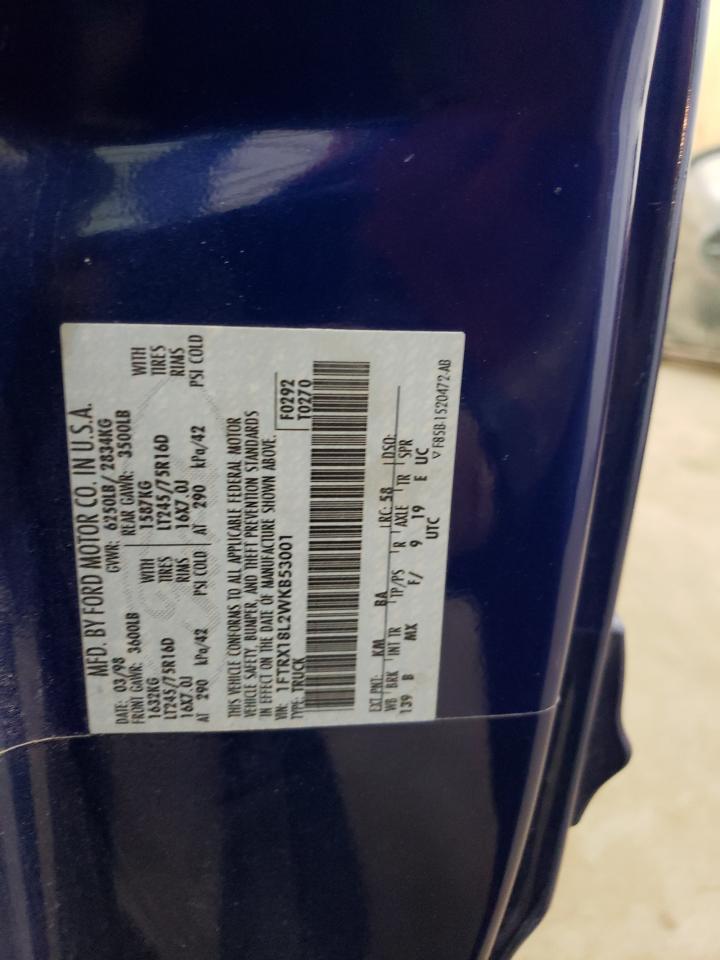 MFD. BY FORD MOTOR CO. IN U.S.A.
DATE: 03/98 GVWR: 6250LB/ 2834KG
FRONT GAWR: 3600LB REAR GAWR: 3500LB
1632KG WITH 1587KG WITH
LT245/75R16D TIRES LT245/75R16D TIRES
16X7.0J RIMS 16X7.0J RIMS
AT 290 kPa/42 PSI COLD AT 290 kPa/42 PSI COLD
THIS VEHICLE CONFORMS TO ALL APPLICABLE FEDERAL MOTOR
VEHICLE SAFETY, BUMPER, AND THEFT PREVENTION STANDARDS
IN EFFECT ON THE DATE OF MANUFACTURE SHOWN ABOVE.
VIN: 1FTRX18L2WKB53001 F0292
TYPE: TRUCK T0270
EXT PNT: KM BA RC: 58 DSO:
WB BRK INT TR TP/PS R AXLE TR SPR
139 B MX F/ 9 19 E UC
UTC
▽ F85B-1520472-AB